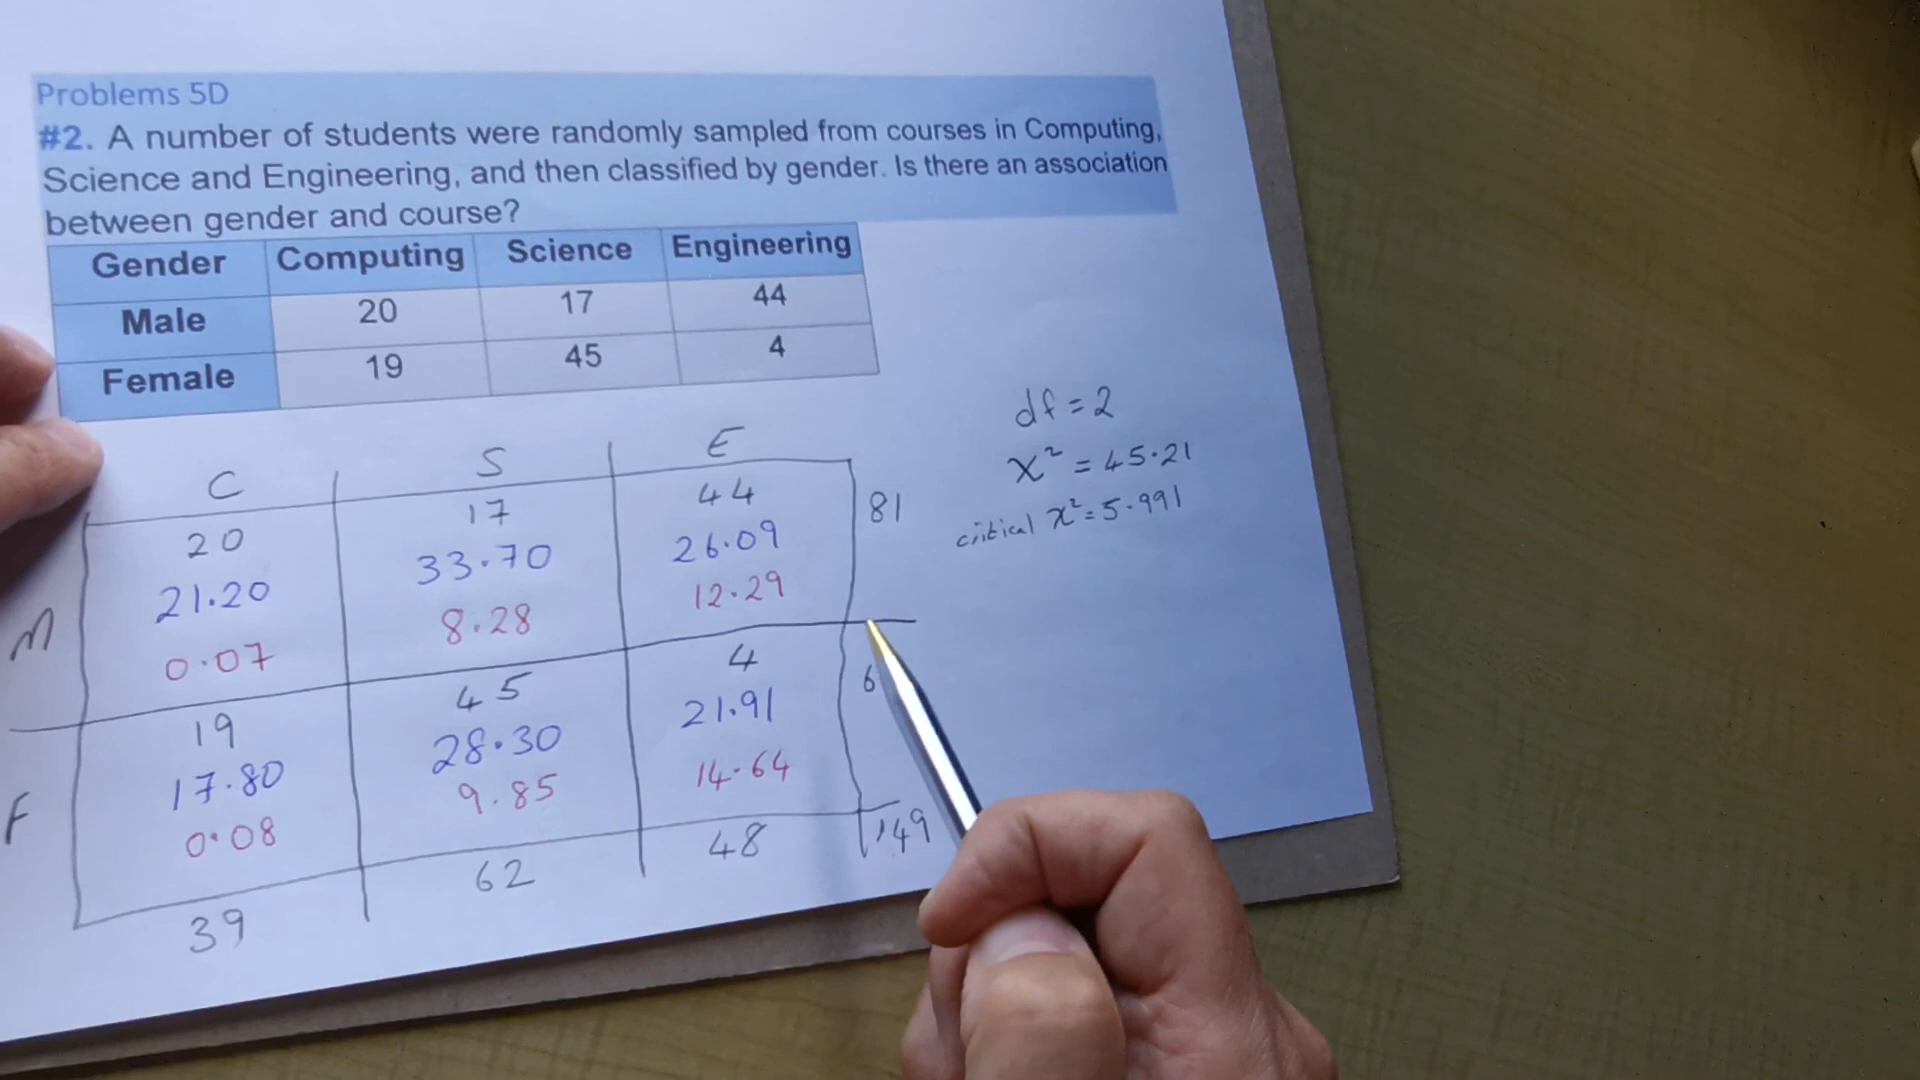 Problems 5D
#2. A number of students were randomly sampled from courses in Computing,
Science and Engineering, and then classified by gender. Is there an association
between gender and course?
Gender Computing Science Engineering
Male 20 17 44
Female 19 45 4
df = 2
x² = 45.21
critical x² = 5.991
C S E
20 17 44 81
21.20 33.70 26.09
0.07 8.28 12.29
M
19 45 4 6
17.80 28.30 21.91
0.08 9.85 14.64
F
39 62 48 149